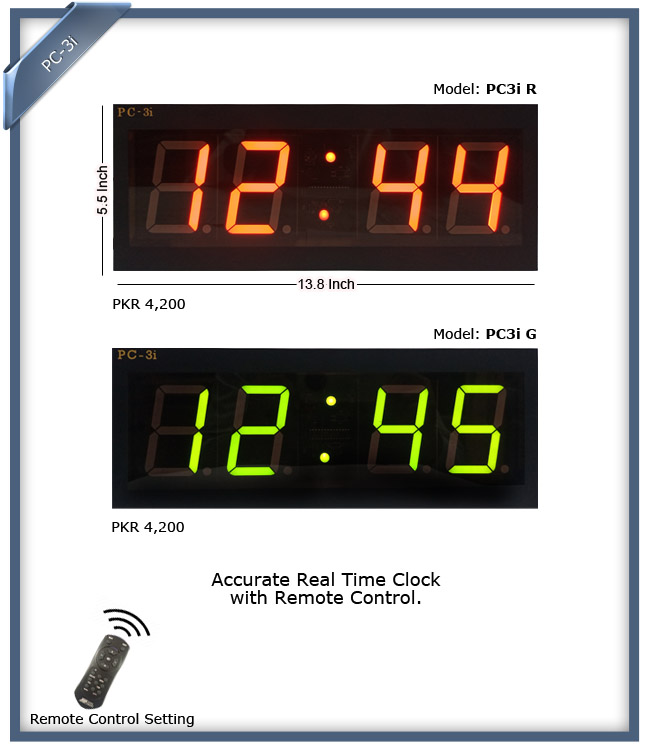 PC-3i
Model: PC3i R
PC-3i
12:44
5.5 Inch
13.8 Inch
PKR 4,200
Model: PC3i G
PC-3i
12:45
PKR 4,200
Accurate Real Time Clock
with Remote Control.
Remote Control Setting